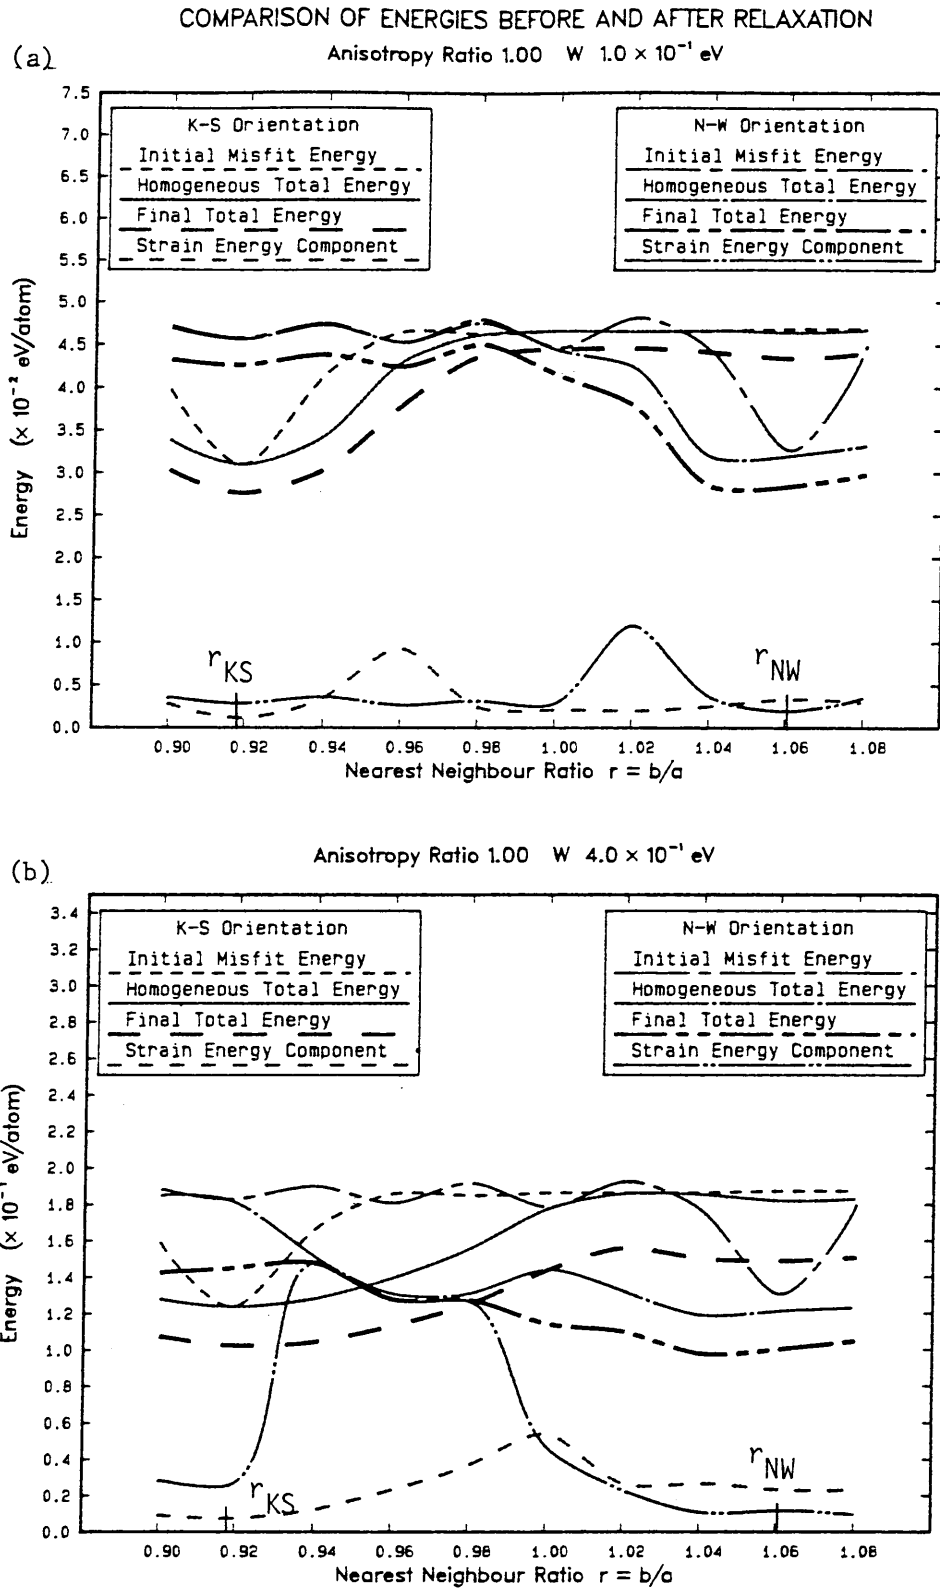 COMPARISON OF ENERGIES BEFORE AND AFTER RELAXATION
(a)
Anisotropy Ratio 1.00 W 1.0 × 10⁻¹ eV
7.5
7.0
6.5
6.0
5.5
5.0
4.5
4.0
3.5
3.0
2.5
2.0
1.5
1.0
0.5
0.0
Energy (× 10⁻² eV/atom)
K-S Orientation
Initial Misfit Energy
Homogeneous Total Energy
Final Total Energy
Strain Energy Component
N-W Orientation
Initial Misfit Energy
Homogeneous Total Energy
Final Total Energy
Strain Energy Component
r KS
r NW
0.90 0.92 0.94 0.96 0.98 1.00 1.02 1.04 1.06 1.08
Nearest Neighbour Ratio r = b/a
(b)
Anisotropy Ratio 1.00 W 4.0 × 10⁻¹ eV
3.4
3.2
3.0
2.8
2.6
2.4
2.2
2.0
1.8
1.6
1.4
1.2
1.0
0.8
0.6
0.4
0.2
0.0
Energy (× 10⁻¹ eV/atom)
K-S Orientation
Initial Misfit Energy
Homogeneous Total Energy
Final Total Energy
Strain Energy Component
N-W Orientation
Initial Misfit Energy
Homogeneous Total Energy
Final Total Energy
Strain Energy Component
r KS
r NW
0.90 0.92 0.94 0.96 0.98 1.00 1.02 1.04 1.06 1.08
Nearest Neighbour Ratio r = b/a